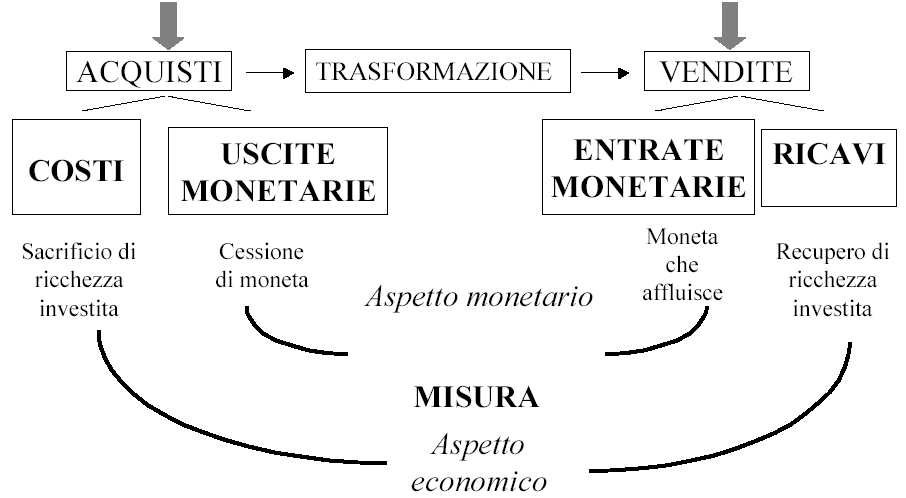 ACQUISTI
TRASFORMAZIONE
VENDITE
COSTI
USCITE
MONETARIE
ENTRATE
MONETARIE
RICAVI
Sacrificio di
ricchezza
investita
Cessione
di moneta
Moneta
che
affluisce
Recupero di
ricchezza
investita
Aspetto monetario
MISURA
Aspetto
economico